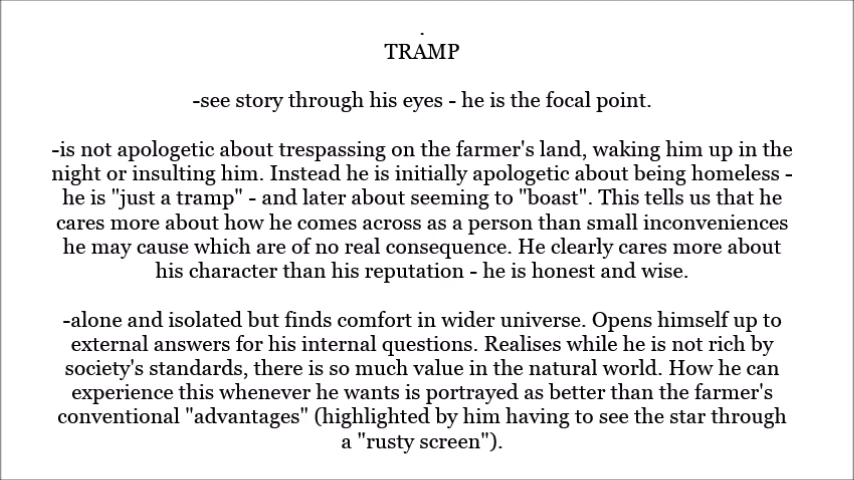 .
TRAMP
-see story through his eyes - he is the focal point.
-is not apologetic about trespassing on the farmer's land, waking him up in the
night or insulting him. Instead he is initially apologetic about being homeless -
he is "just a tramp" - and later about seeming to "boast". This tells us that he
cares more about how he comes across as a person than small inconveniences
he may cause which are of no real consequence. He clearly cares more about
his character than his reputation - he is honest and wise.
-alone and isolated but finds comfort in wider universe. Opens himself up to
external answers for his internal questions. Realises while he is not rich by
society's standards, there is so much value in the natural world. How he can
experience this whenever he wants is portrayed as better than the farmer's
conventional "advantages" (highlighted by him having to see the star through
a "rusty screen").